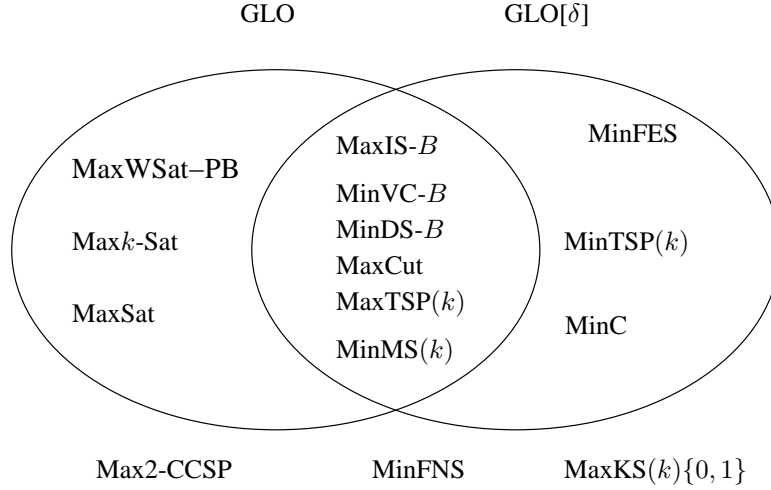 GLO GLO[δ]
MinFES
MaxIS-B
MaxWSat–PB
MinVC-B
MinDS-B
Maxk-Sat MinTSP(k)
MaxCut
MaxTSP(k)
MaxSat MinC
MinMS(k)
Max2-CCSP MinFNS MaxKS(k){0, 1}